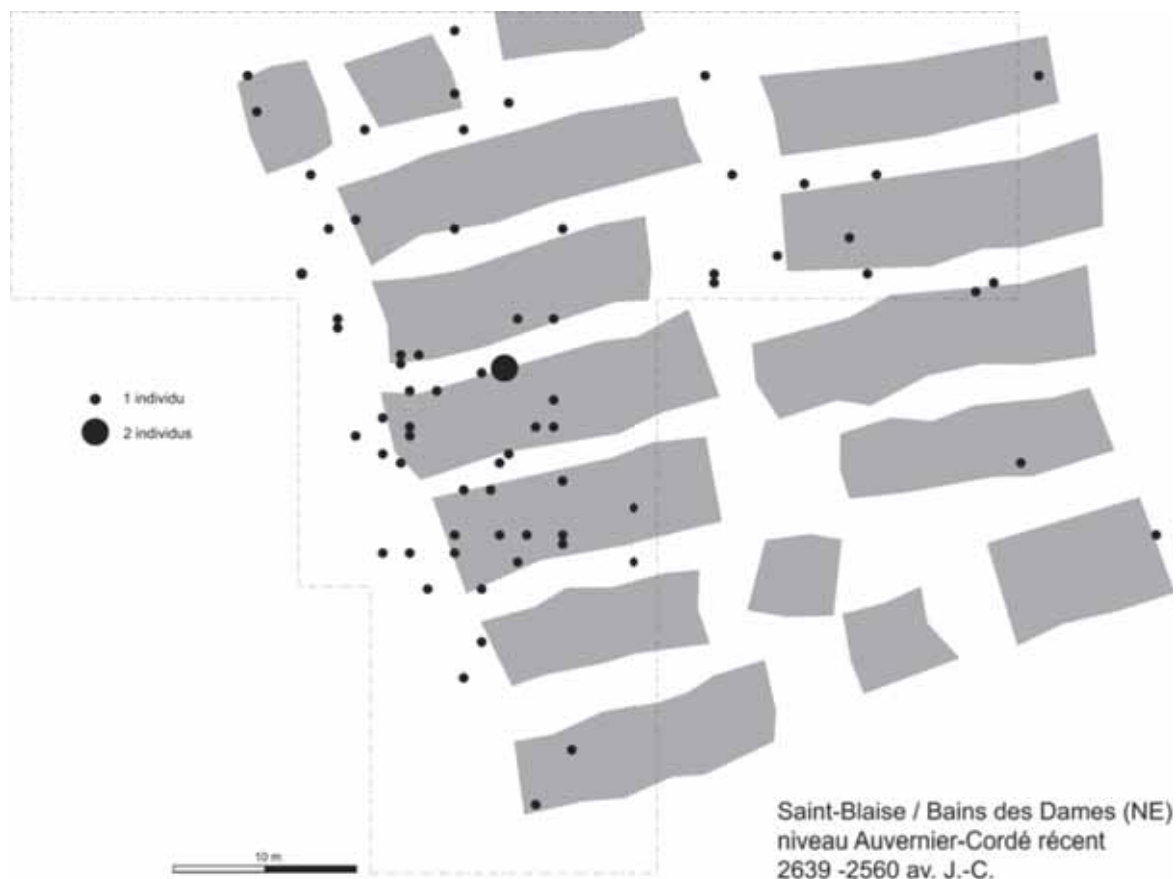 1 individu
2 individus
10 m
Saint-Blaise / Bains des Dames (NE)
niveau Auvernier-Cordé récent
2639 -2560 av. J.-C.